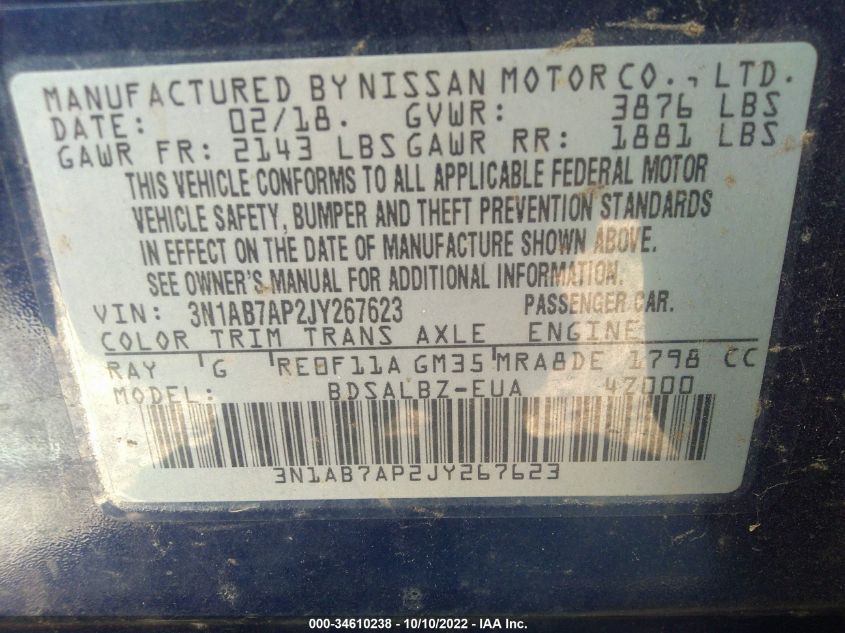 MANUFACTURED BY NISSAN MOTOR CO., LTD.
DATE: 02/18. GVWR: 3876 LBS
GAWR FR: 2143 LBS GAWR RR: 1881 LBS
THIS VEHICLE CONFORMS TO ALL APPLICABLE FEDERAL MOTOR
VEHICLE SAFETY, BUMPER AND THEFT PREVENTION STANDARDS
IN EFFECT ON THE DATE OF MANUFACTURE SHOWN ABOVE.
SEE OWNER'S MANUAL FOR ADDITIONAL INFORMATION.
VIN: 3N1AB7AP2JY267623 PASSENGER CAR.
COLOR TRIM TRANS AXLE ENGINE
RAY G RE0F11A GM35 MRA8DE 1798 CC
MODEL: BDSALBZ-EUA 4Z000
3N1AB7AP2JY267623
000-34610238 - 10/10/2022 - IAA Inc.